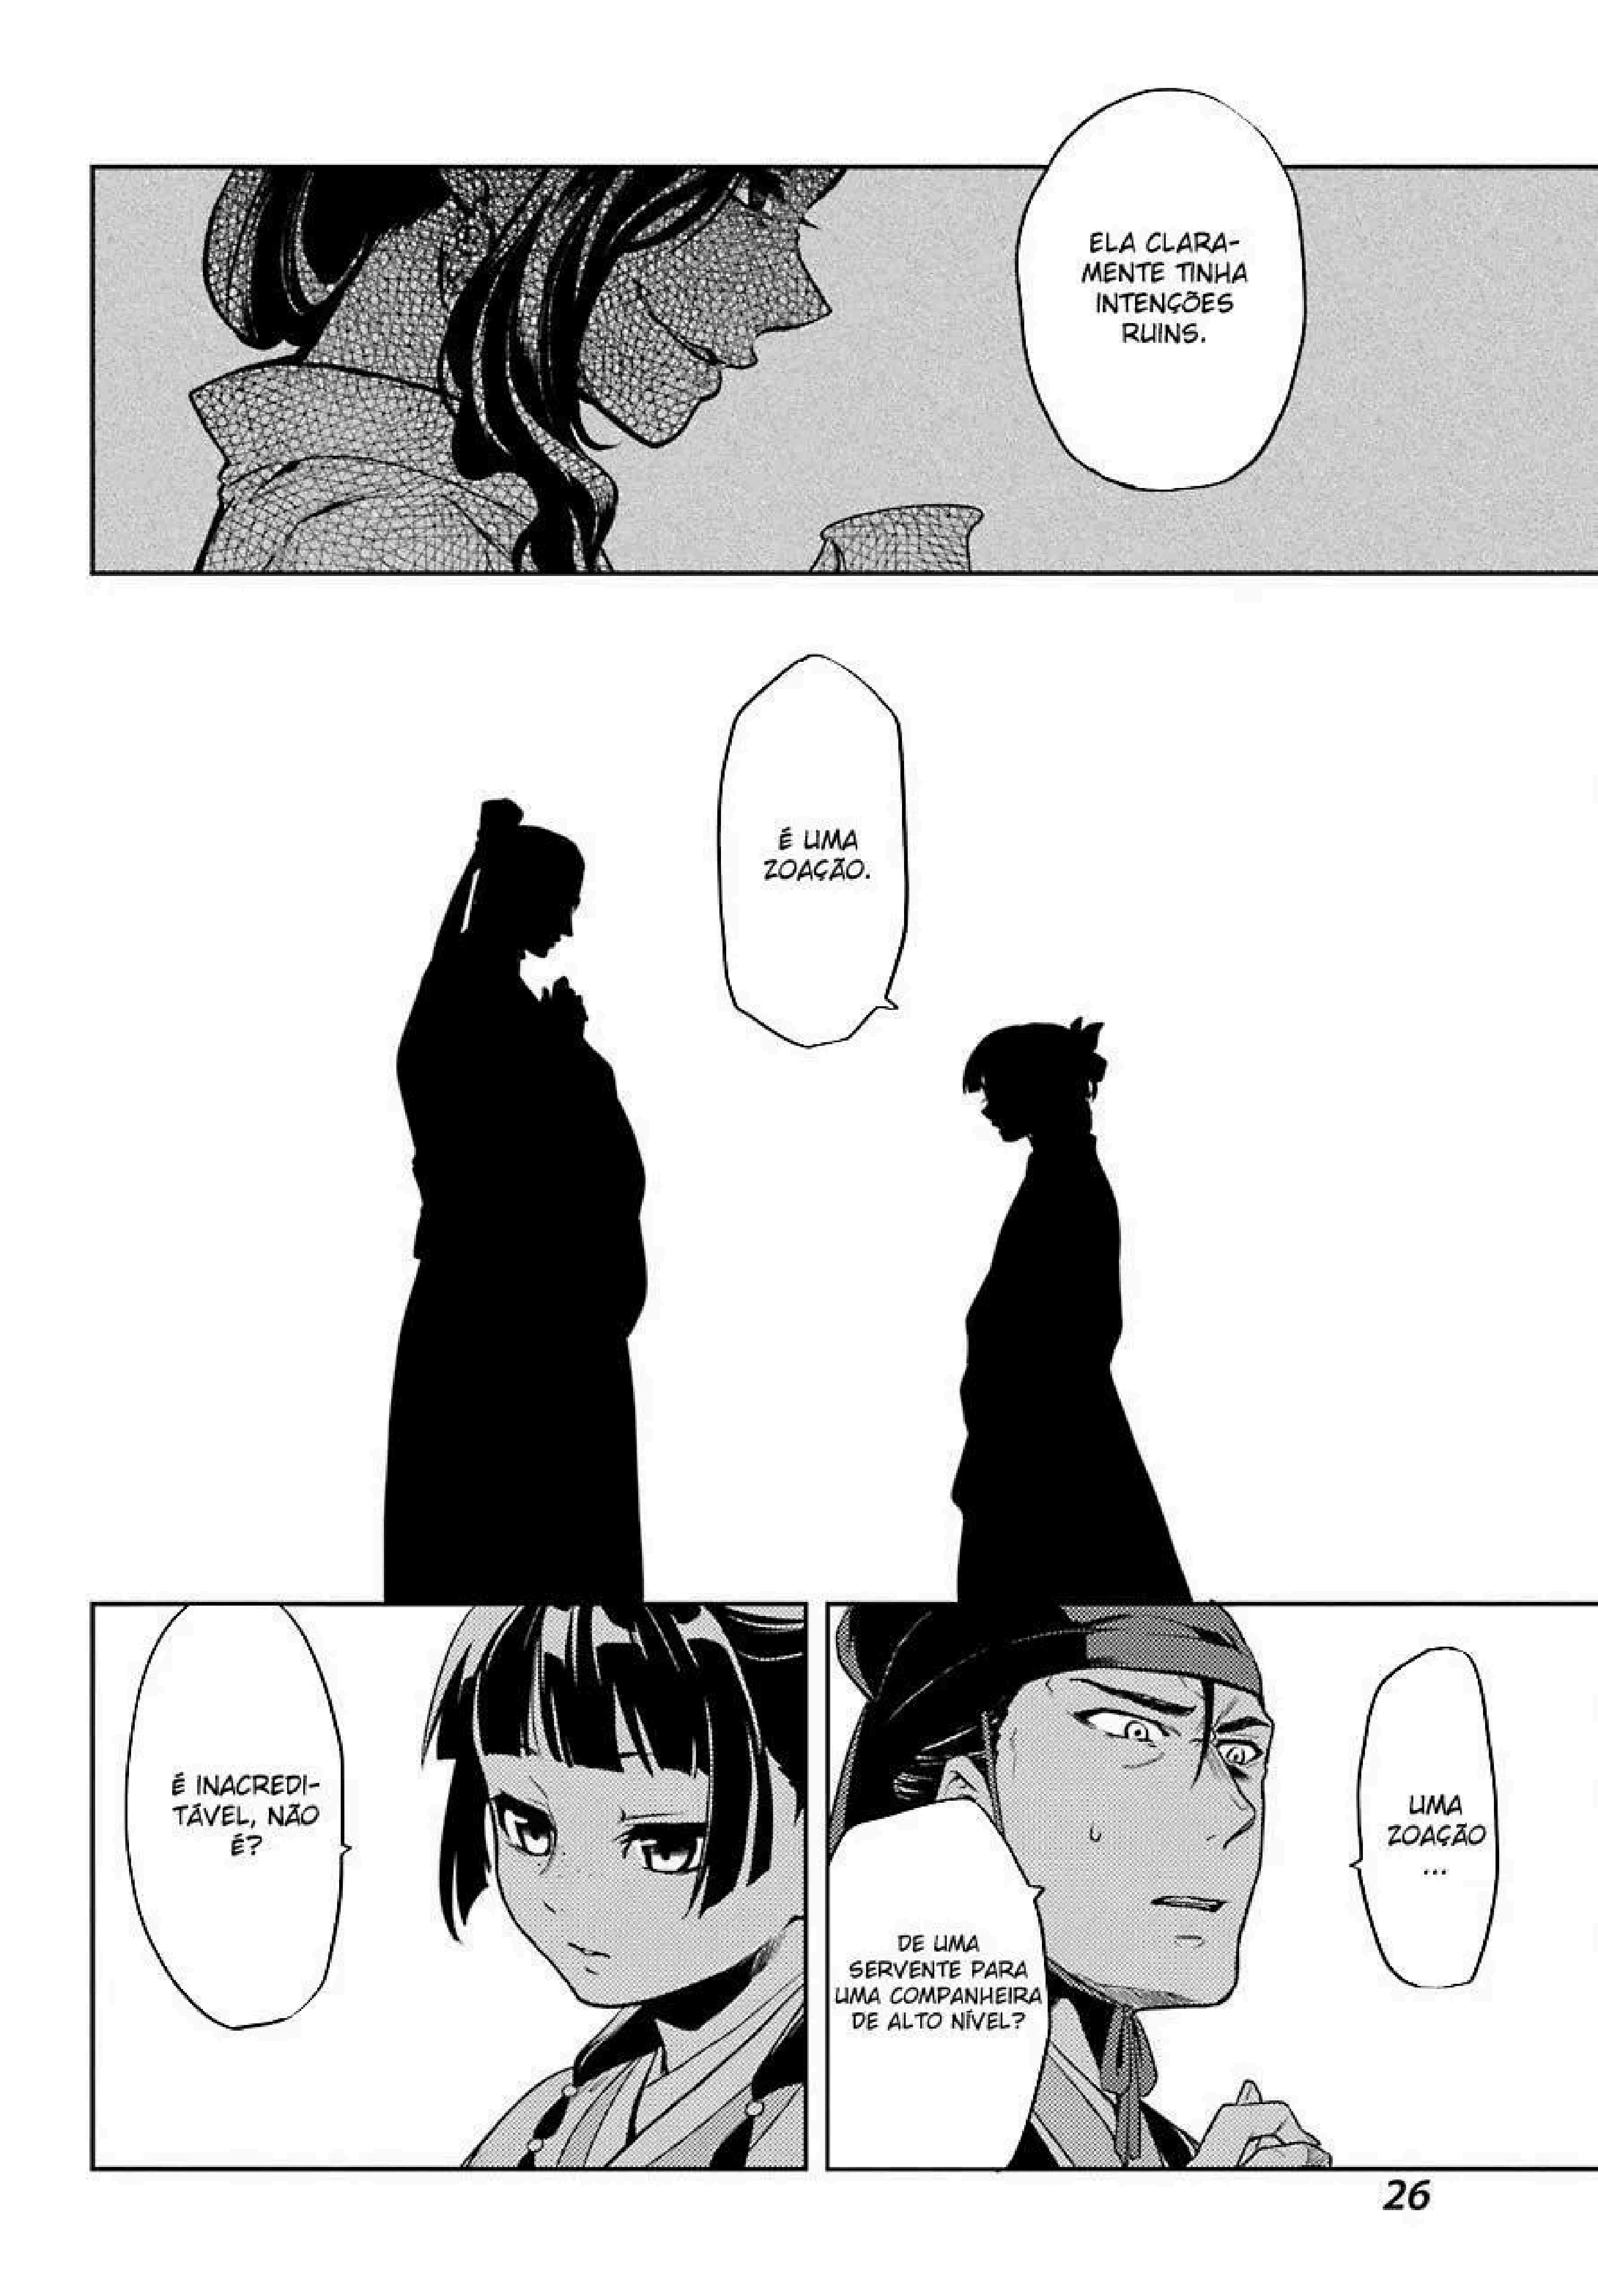 ELA CLARA-
MENTE TINHA
INTENÇÕES
RUINS.
É UMA
ZOAÇÃO.
UMA
ZOAÇÃO
...
DE UMA
SERVENTE PARA
UMA COMPANHEIRA
DE ALTO NÍVEL?
É INACREDI-
TÁVEL, NÃO
É?
26